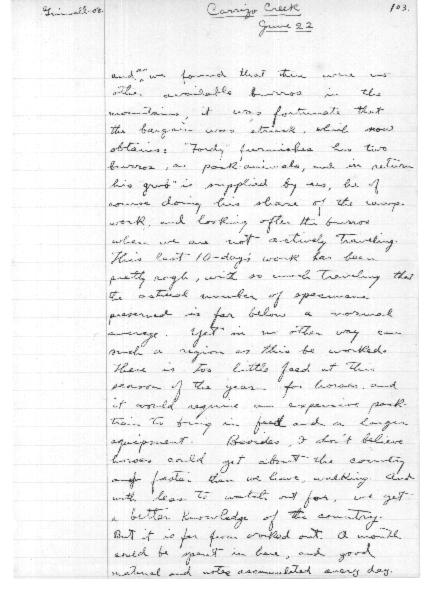 Grinnell-08
Carrizo Creek
June 22
103.
and, as we found that there were no
other available burros in the
mountains, it was fortunate that
the bargain was struck, which now
obtains: "Fordy" furnishes his two
burros, as pack animals, and in return
his "grub" is supplied by us, he of
course doing his share of the camp-
work, and looking after the burros
when we are not actively traveling.
This last 10-day's work has been
pretty rough, with so much traveling that
the actual number of specimens
preserved is far below a normal
average. Yet in no other way can
such a region as this be worked.
There is too little feed at this
season of the year for horses, and
it would require an expensive pack-
train to bring in feed and a larger
equipment. Besides, I don't believe
horses could get about the country
faster than we have, walking. And
with less to watch out for, we get
a better knowledge of the country.
But it is far from worked out. A month
could be spent in here, and good
material and notes accumulated every day.